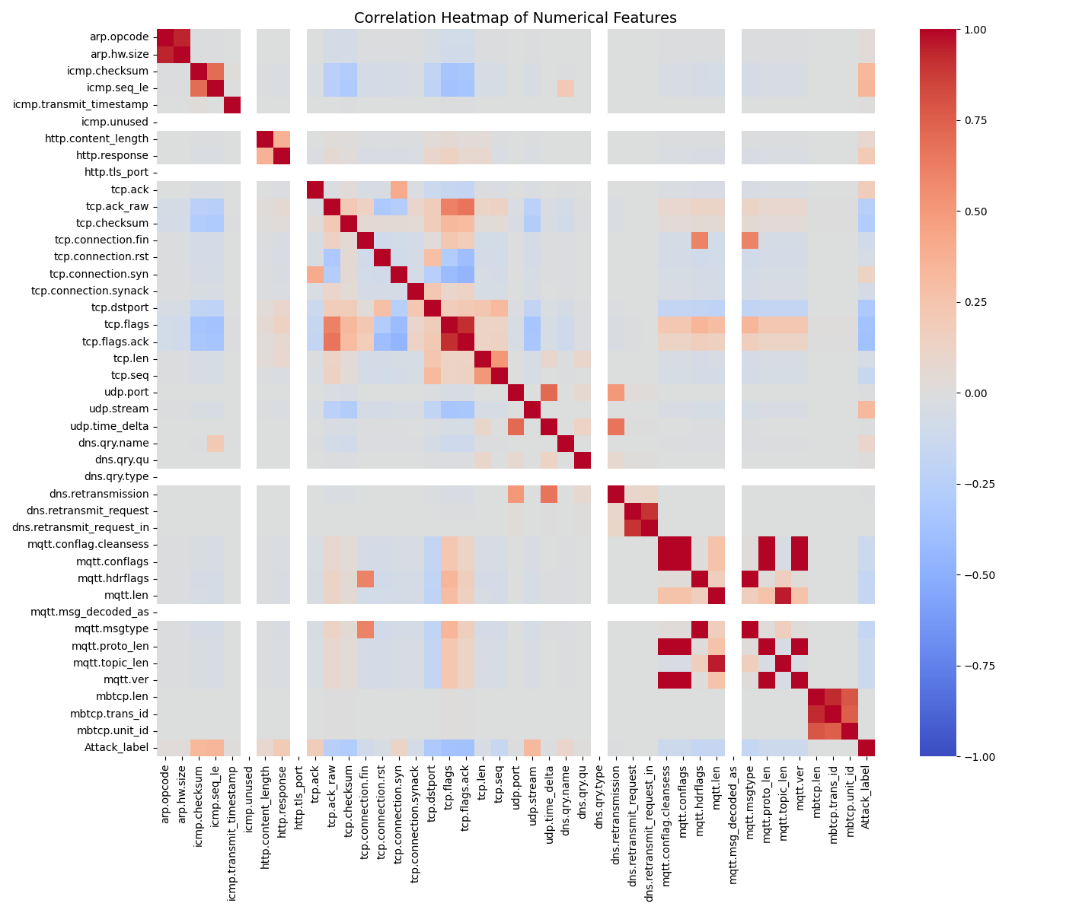 Correlation Heatmap of Numerical Features
arp.opcode
arp.hw.size
icmp.checksum
icmp.seq_le
icmp.transmit_timestamp
icmp.unused
http.content_length
http.response
http.tls_port
tcp.ack
tcp.ack_raw
tcp.checksum
tcp.connection.fin
tcp.connection.rst
tcp.connection.syn
tcp.connection.synack
tcp.dstport
tcp.flags
tcp.flags.ack
tcp.len
tcp.seq
udp.port
udp.stream
udp.time_delta
dns.qry.name
dns.qry.qu
dns.qry.type
dns.retransmission
dns.retransmit_request
dns.retransmit_request_in
mqtt.conflag.cleansess
mqtt.conflags
mqtt.hdrflags
mqtt.len
mqtt.msg_decoded_as
mqtt.msgtype
mqtt.proto_len
mqtt.topic_len
mqtt.ver
mbtcp.len
mbtcp.trans_id
mbtcp.unit_id
Attack_label
arp.opcode
arp.hw.size
icmp.checksum
icmp.seq_le
icmp.transmit_timestamp
icmp.unused
http.content_length
http.response
http.tls_port
tcp.ack
tcp.ack_raw
tcp.checksum
tcp.connection.fin
tcp.connection.rst
tcp.connection.syn
tcp.connection.synack
tcp.dstport
tcp.flags
tcp.flags.ack
tcp.len
tcp.seq
udp.port
udp.stream
udp.time_delta
dns.qry.name
dns.qry.qu
dns.qry.type
dns.retransmission
dns.retransmit_request
dns.retransmit_request_in
mqtt.conflag.cleansess
mqtt.conflags
mqtt.hdrflags
mqtt.len
mqtt.msg_decoded_as
mqtt.msgtype
mqtt.proto_len
mqtt.topic_len
mqtt.ver
mbtcp.len
mbtcp.trans_id
mbtcp.unit_id
Attack_label
1.00
0.75
0.50
0.25
0.00
−0.25
−0.50
−0.75
−1.00